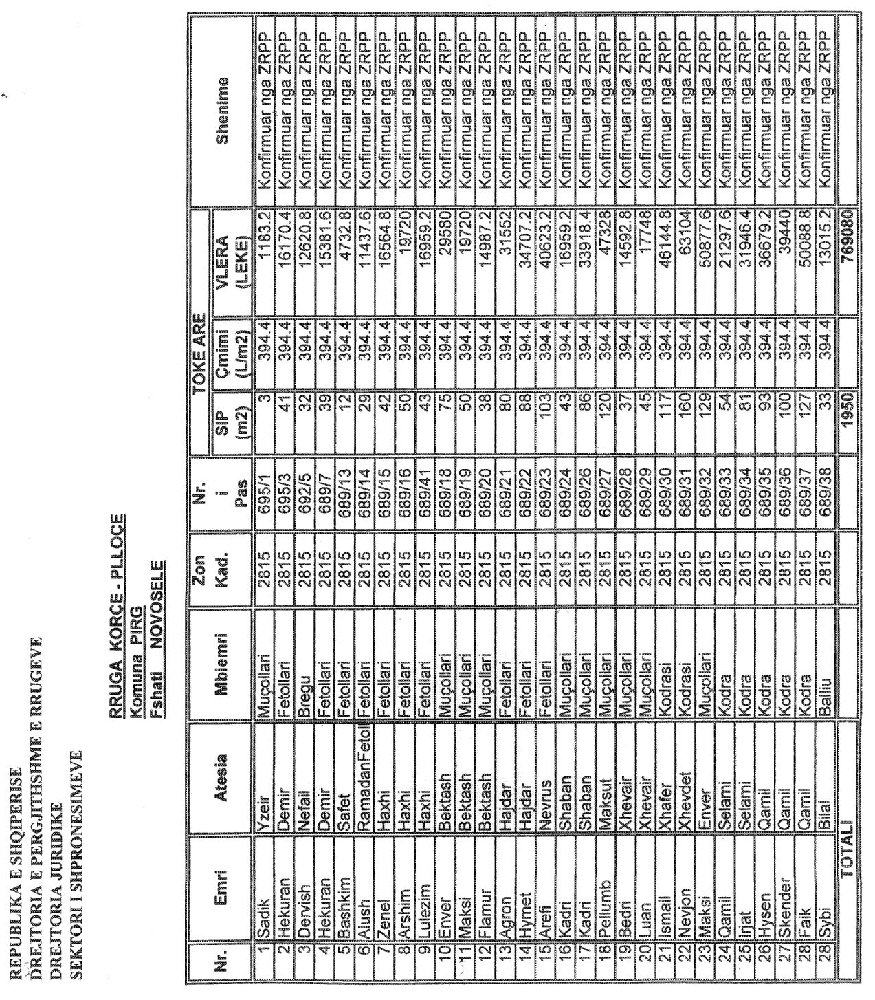 REPUBLIKA E SHQIPERISE
DREJTORIA E PERGJITHSHME E RRUGEVE
DREJTORIA JURIDIKE
SEKTORI I SHPRONESIMEVE
RRUGA KORÇE - PLLOÇE
Komuna PIRG
Fshati NOVOSELE
Nr. Emri Atesia Mbiemri Zon Kad. Nr. i Pas TOKE ARE SIP (m2) Çmimi (L/m2) VLERA (LEKE) Shenime
1 Sadik Yzeir Muçollari 2815 695/1 3 394.4 1183.2 Konfirmuar nga ZRPP
2 Hekuran Demir Fetollari 2815 695/3 41 394.4 16170.4 Konfirmuar nga ZRPP
3 Dervish Nefail Bregu 2815 692/5 32 394.4 12620.8 Konfirmuar nga ZRPP
4 Hekuran Demir Fetollari 2815 689/7 39 394.4 15381.6 Konfirmuar nga ZRPP
5 Bashkim Safet Fetollari 2815 689/13 12 394.4 4732.8 Konfirmuar nga ZRPP
6 Alush RamadanFetoll Fetollari 2815 689/14 29 394.4 11437.6 Konfirmuar nga ZRPP
7 Zenel Haxhi Fetollari 2815 689/15 42 394.4 16564.8 Konfirmuar nga ZRPP
8 Arshim Haxhi Fetollari 2815 689/16 50 394.4 19720 Konfirmuar nga ZRPP
9 Lulezim Haxhi Fetollari 2815 689/41 43 394.4 16959.2 Konfirmuar nga ZRPP
10 Enver Bektash Muçollari 2815 689/18 75 394.4 29580 Konfirmuar nga ZRPP
11 Maksi Bektash Muçollari 2815 689/19 50 394.4 19720 Konfirmuar nga ZRPP
12 Flamur Bektash Muçollari 2815 689/20 38 394.4 14987.2 Konfirmuar nga ZRPP
13 Agron Hajdar Fetollari 2815 689/21 80 394.4 31552 Konfirmuar nga ZRPP
14 Hymet Hajdar Fetollari 2815 689/22 88 394.4 34707.2 Konfirmuar nga ZRPP
15 Arefi Nevrus Fetollari 2815 689/23 103 394.4 40623.2 Konfirmuar nga ZRPP
16 Kadri Shaban Muçollari 2815 689/24 43 394.4 16959.2 Konfirmuar nga ZRPP
17 Kadri Shaban Muçollari 2815 689/26 86 394.4 33918.4 Konfirmuar nga ZRPP
18 Pellumb Maksut Muçollari 2815 689/27 120 394.4 47328 Konfirmuar nga ZRPP
19 Bedri Xhevair Muçollari 2815 689/28 37 394.4 14592.8 Konfirmuar nga ZRPP
20 Luan Xhevair Muçollari 2815 689/29 45 394.4 17748 Konfirmuar nga ZRPP
21 Ismail Xhafer Kodrasi 2815 689/30 117 394.4 46144.8 Konfirmuar nga ZRPP
22 Nevjon Xhevdet Kodrasi 2815 689/31 160 394.4 63104 Konfirmuar nga ZRPP
23 Maksi Enver Muçollari 2815 689/32 129 394.4 50877.6 Konfirmuar nga ZRPP
24 Qamil Selami Kodra 2815 689/33 54 394.4 21297.6 Konfirmuar nga ZRPP
25 Irjat Selami Kodra 2815 689/34 81 394.4 31946.4 Konfirmuar nga ZRPP
26 Hysen Qamil Kodra 2815 689/35 93 394.4 36679.2 Konfirmuar nga ZRPP
27 Skender Qamil Kodra 2815 689/36 100 394.4 39440 Konfirmuar nga ZRPP
28 Faik Qamil Kodra 2815 689/37 127 394.4 50088.8 Konfirmuar nga ZRPP
28 Sybi Bilal Balliu 2815 689/38 33 394.4 13015.2 Konfirmuar nga ZRPP
TOTALI 1950 769080